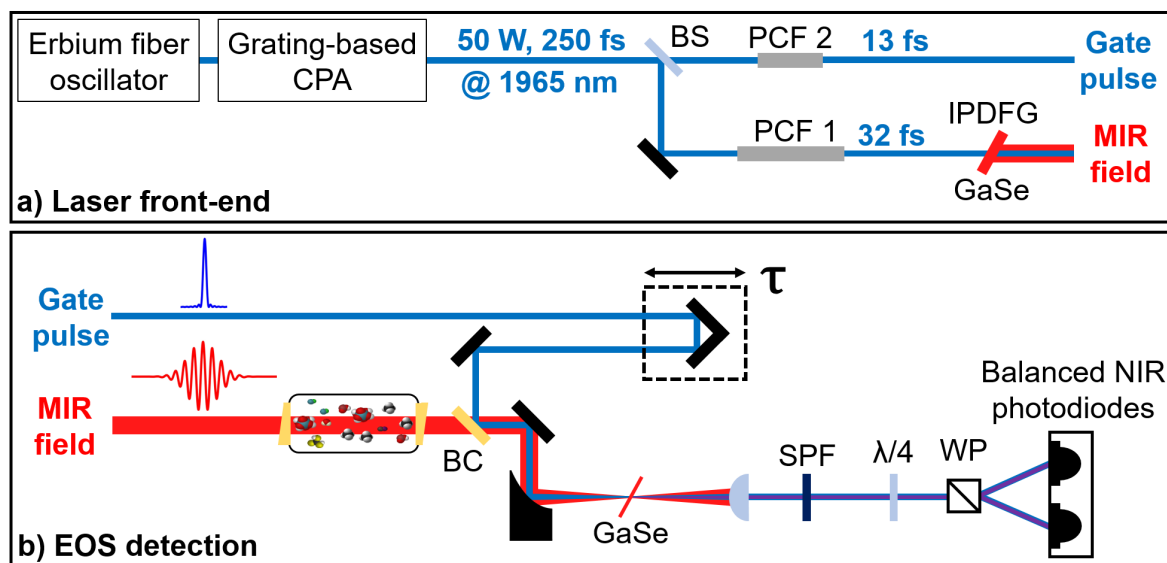 Erbium fiber
oscillator
Grating-based
CPA
50 W, 250 fs
@ 1965 nm
BS
PCF 2
13 fs
Gate
pulse
PCF 1
32 fs
IPDFG
GaSe
MIR
field
a) Laser front-end
Gate
pulse
τ
MIR
field
BC
GaSe
SPF
λ/4
WP
Balanced NIR
photodiodes
b) EOS detection